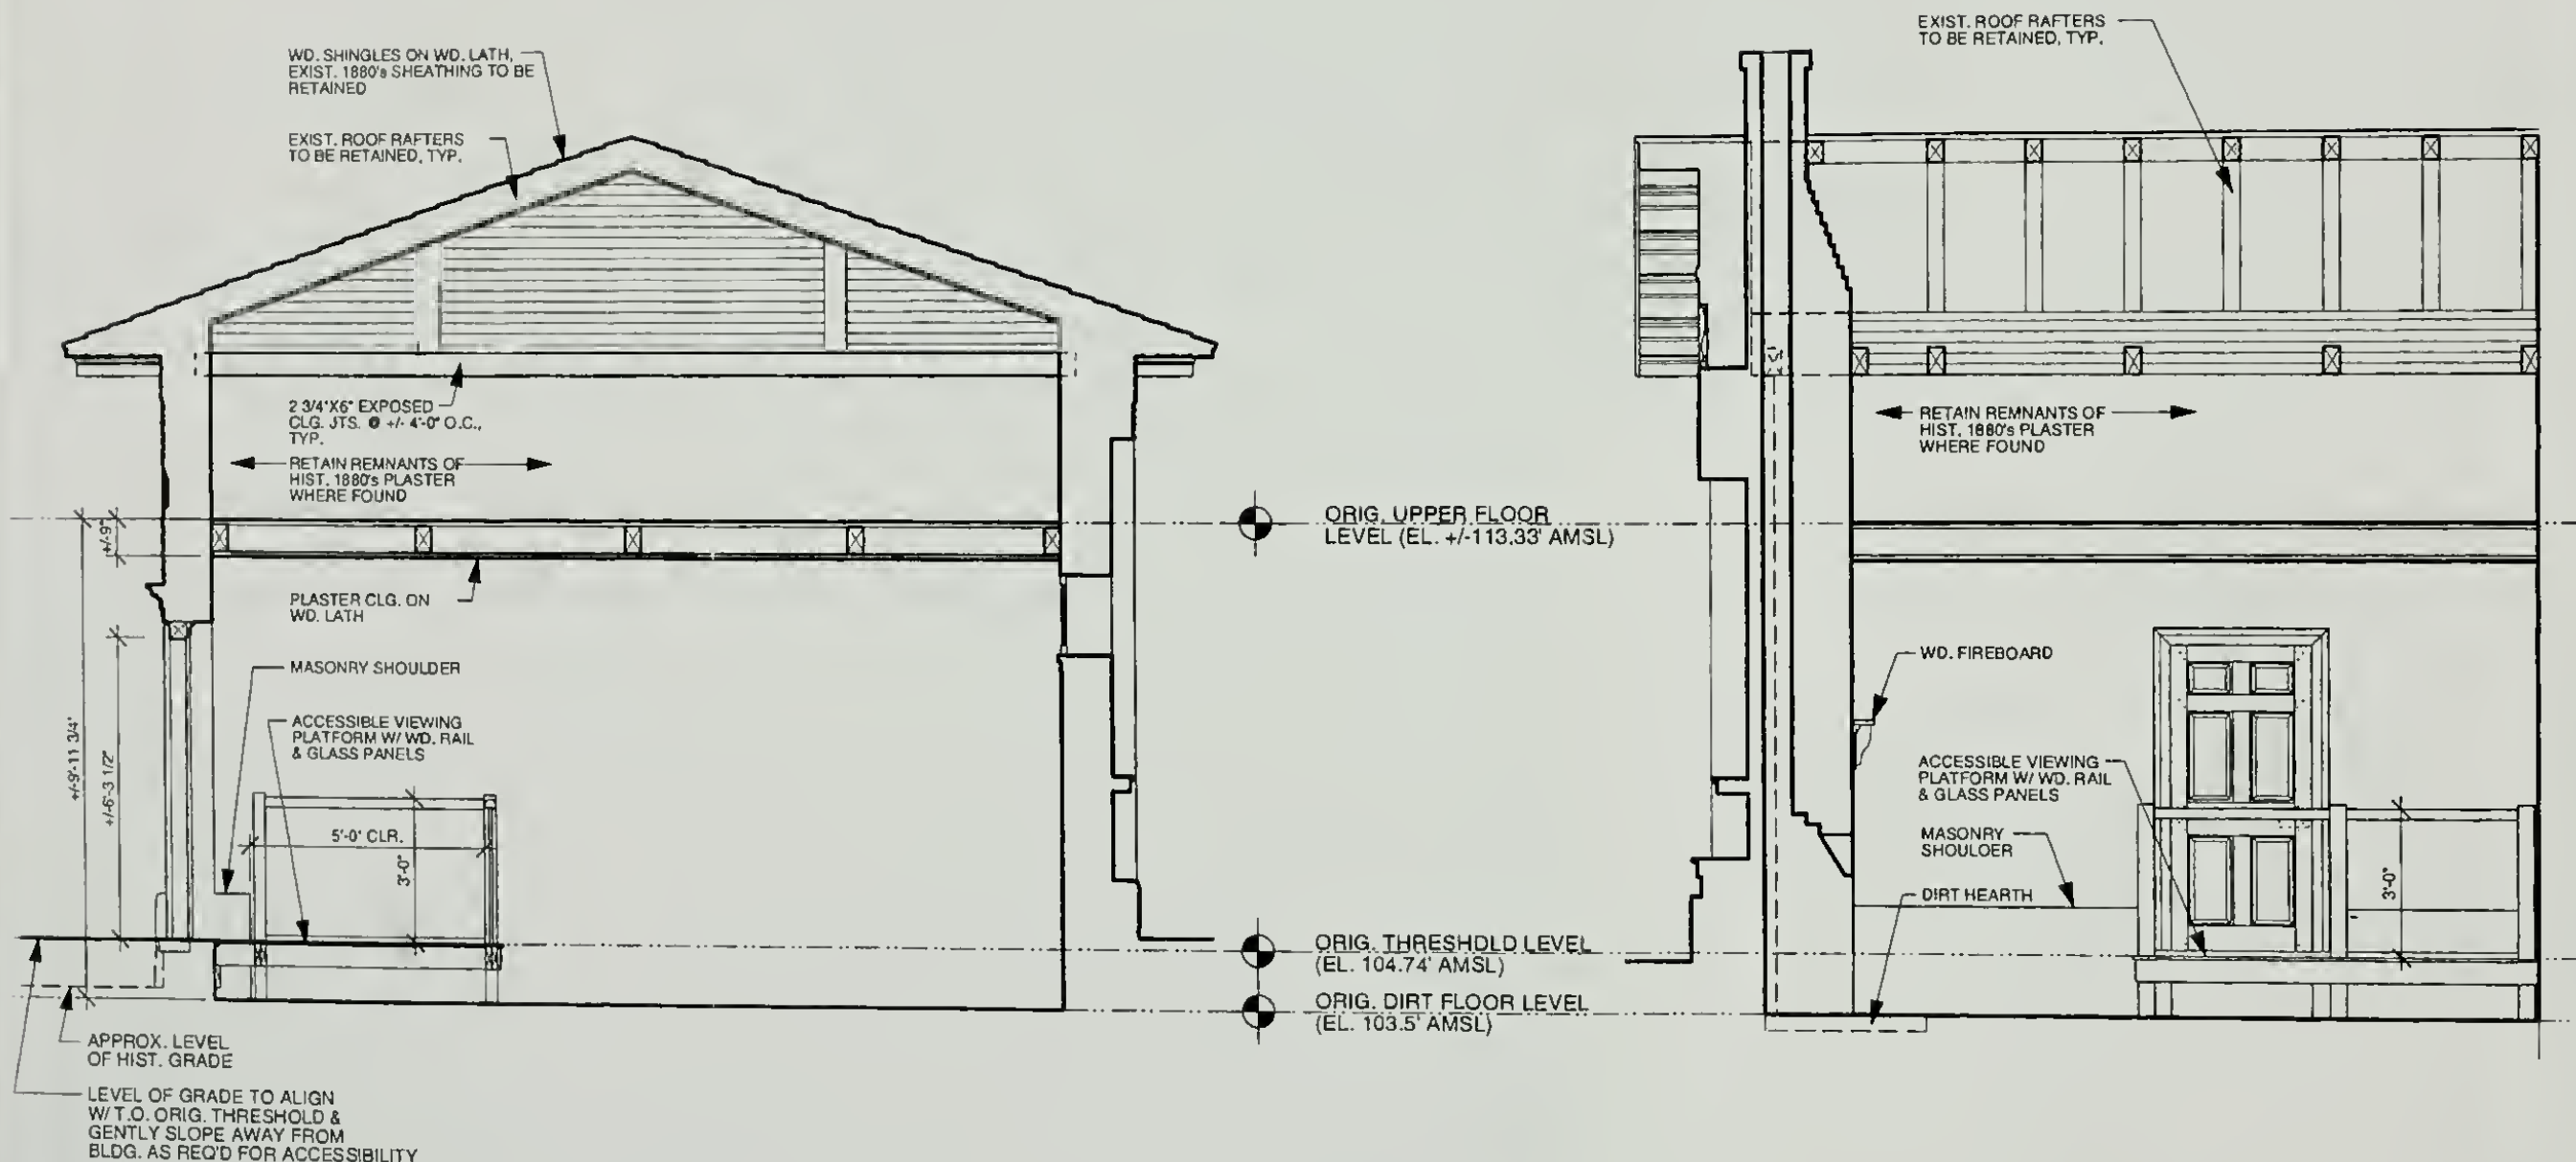 WD. SHINGLES ON WD. LATH,
EXIST. 1880's SHEATHING TO BE
RETAINED
EXIST. ROOF RAFTERS
TO BE RETAINED, TYP.
2 3/4"X6" EXPOSED
CLG. JTS. @ +/- 4'-0" O.C.,
TYP.
RETAIN REMNANTS OF
HIST. 1880's PLASTER
WHERE FOUND
+/-9"
PLASTER CLG. ON
WD. LATH
MASONRY SHOULDER
ACCESSIBLE VIEWING
PLATFORM W/ WD. RAIL
& GLASS PANELS
+/-9'-11 3/4"
+/-6'-3 1/2"
5'-0" CLR.
3'-0"
APPROX. LEVEL
OF HIST. GRADE
LEVEL OF GRADE TO ALIGN
W/ T.O. ORIG. THRESHOLD &
GENTLY SLOPE AWAY FROM
BLDG. AS REQ'D FOR ACCESSIBILITY
ORIG. UPPER FLOOR
LEVEL (EL. +/-113.33' AMSL)
ORIG. THRESHOLD LEVEL
(EL. 104.74' AMSL)
ORIG. DIRT FLOOR LEVEL
(EL. 103.5' AMSL)
EXIST. ROOF RAFTERS
TO BE RETAINED, TYP.
RETAIN REMNANTS OF
HIST. 1880's PLASTER
WHERE FOUND
WD. FIREBOARD
ACCESSIBLE VIEWING
PLATFORM W/ WD. RAIL
& GLASS PANELS
MASONRY
SHOULDER
DIRT HEARTH
3'-0"